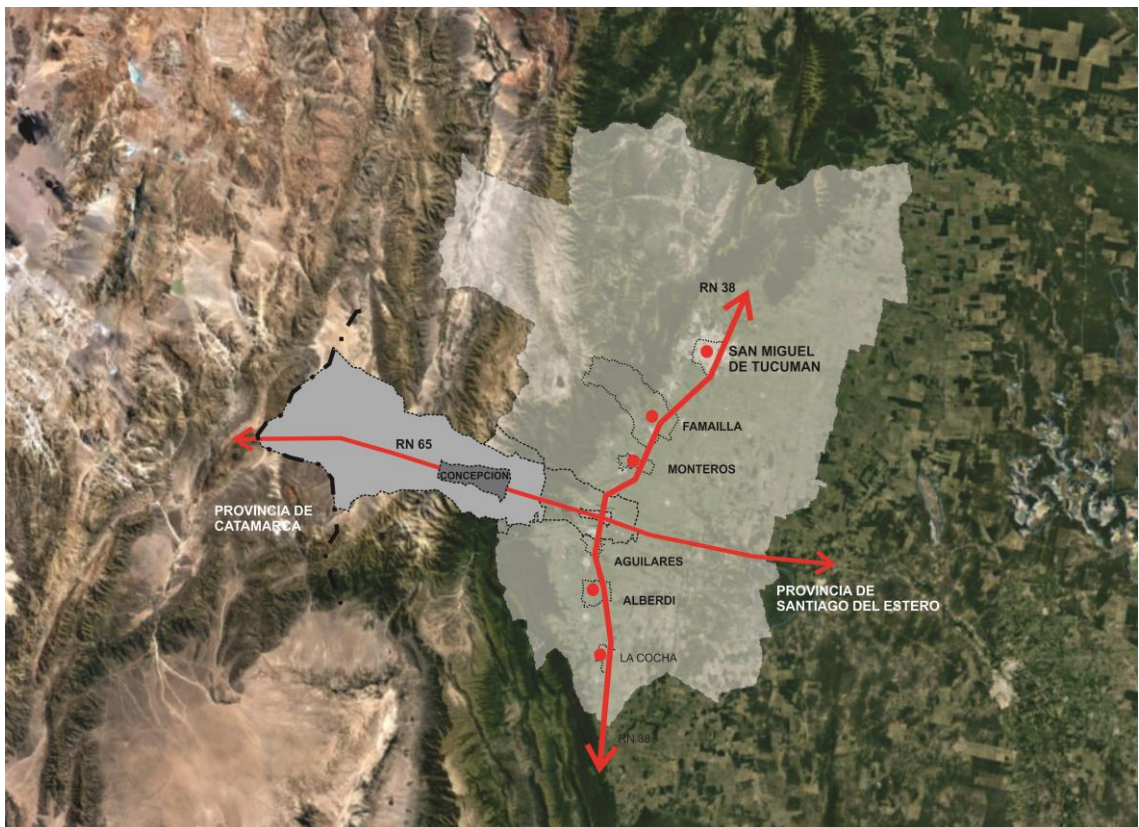 RN 38
SAN MIGUEL
DE TUCUMAN
FAMAILLA
RN 65
MONTEROS
CONCEPCION
PROVINCIA DE
CATAMARCA
AGUILARES
ALBERDI
PROVINCIA DE
SANTIAGO DEL ESTERO
LA COCHA
RN 38